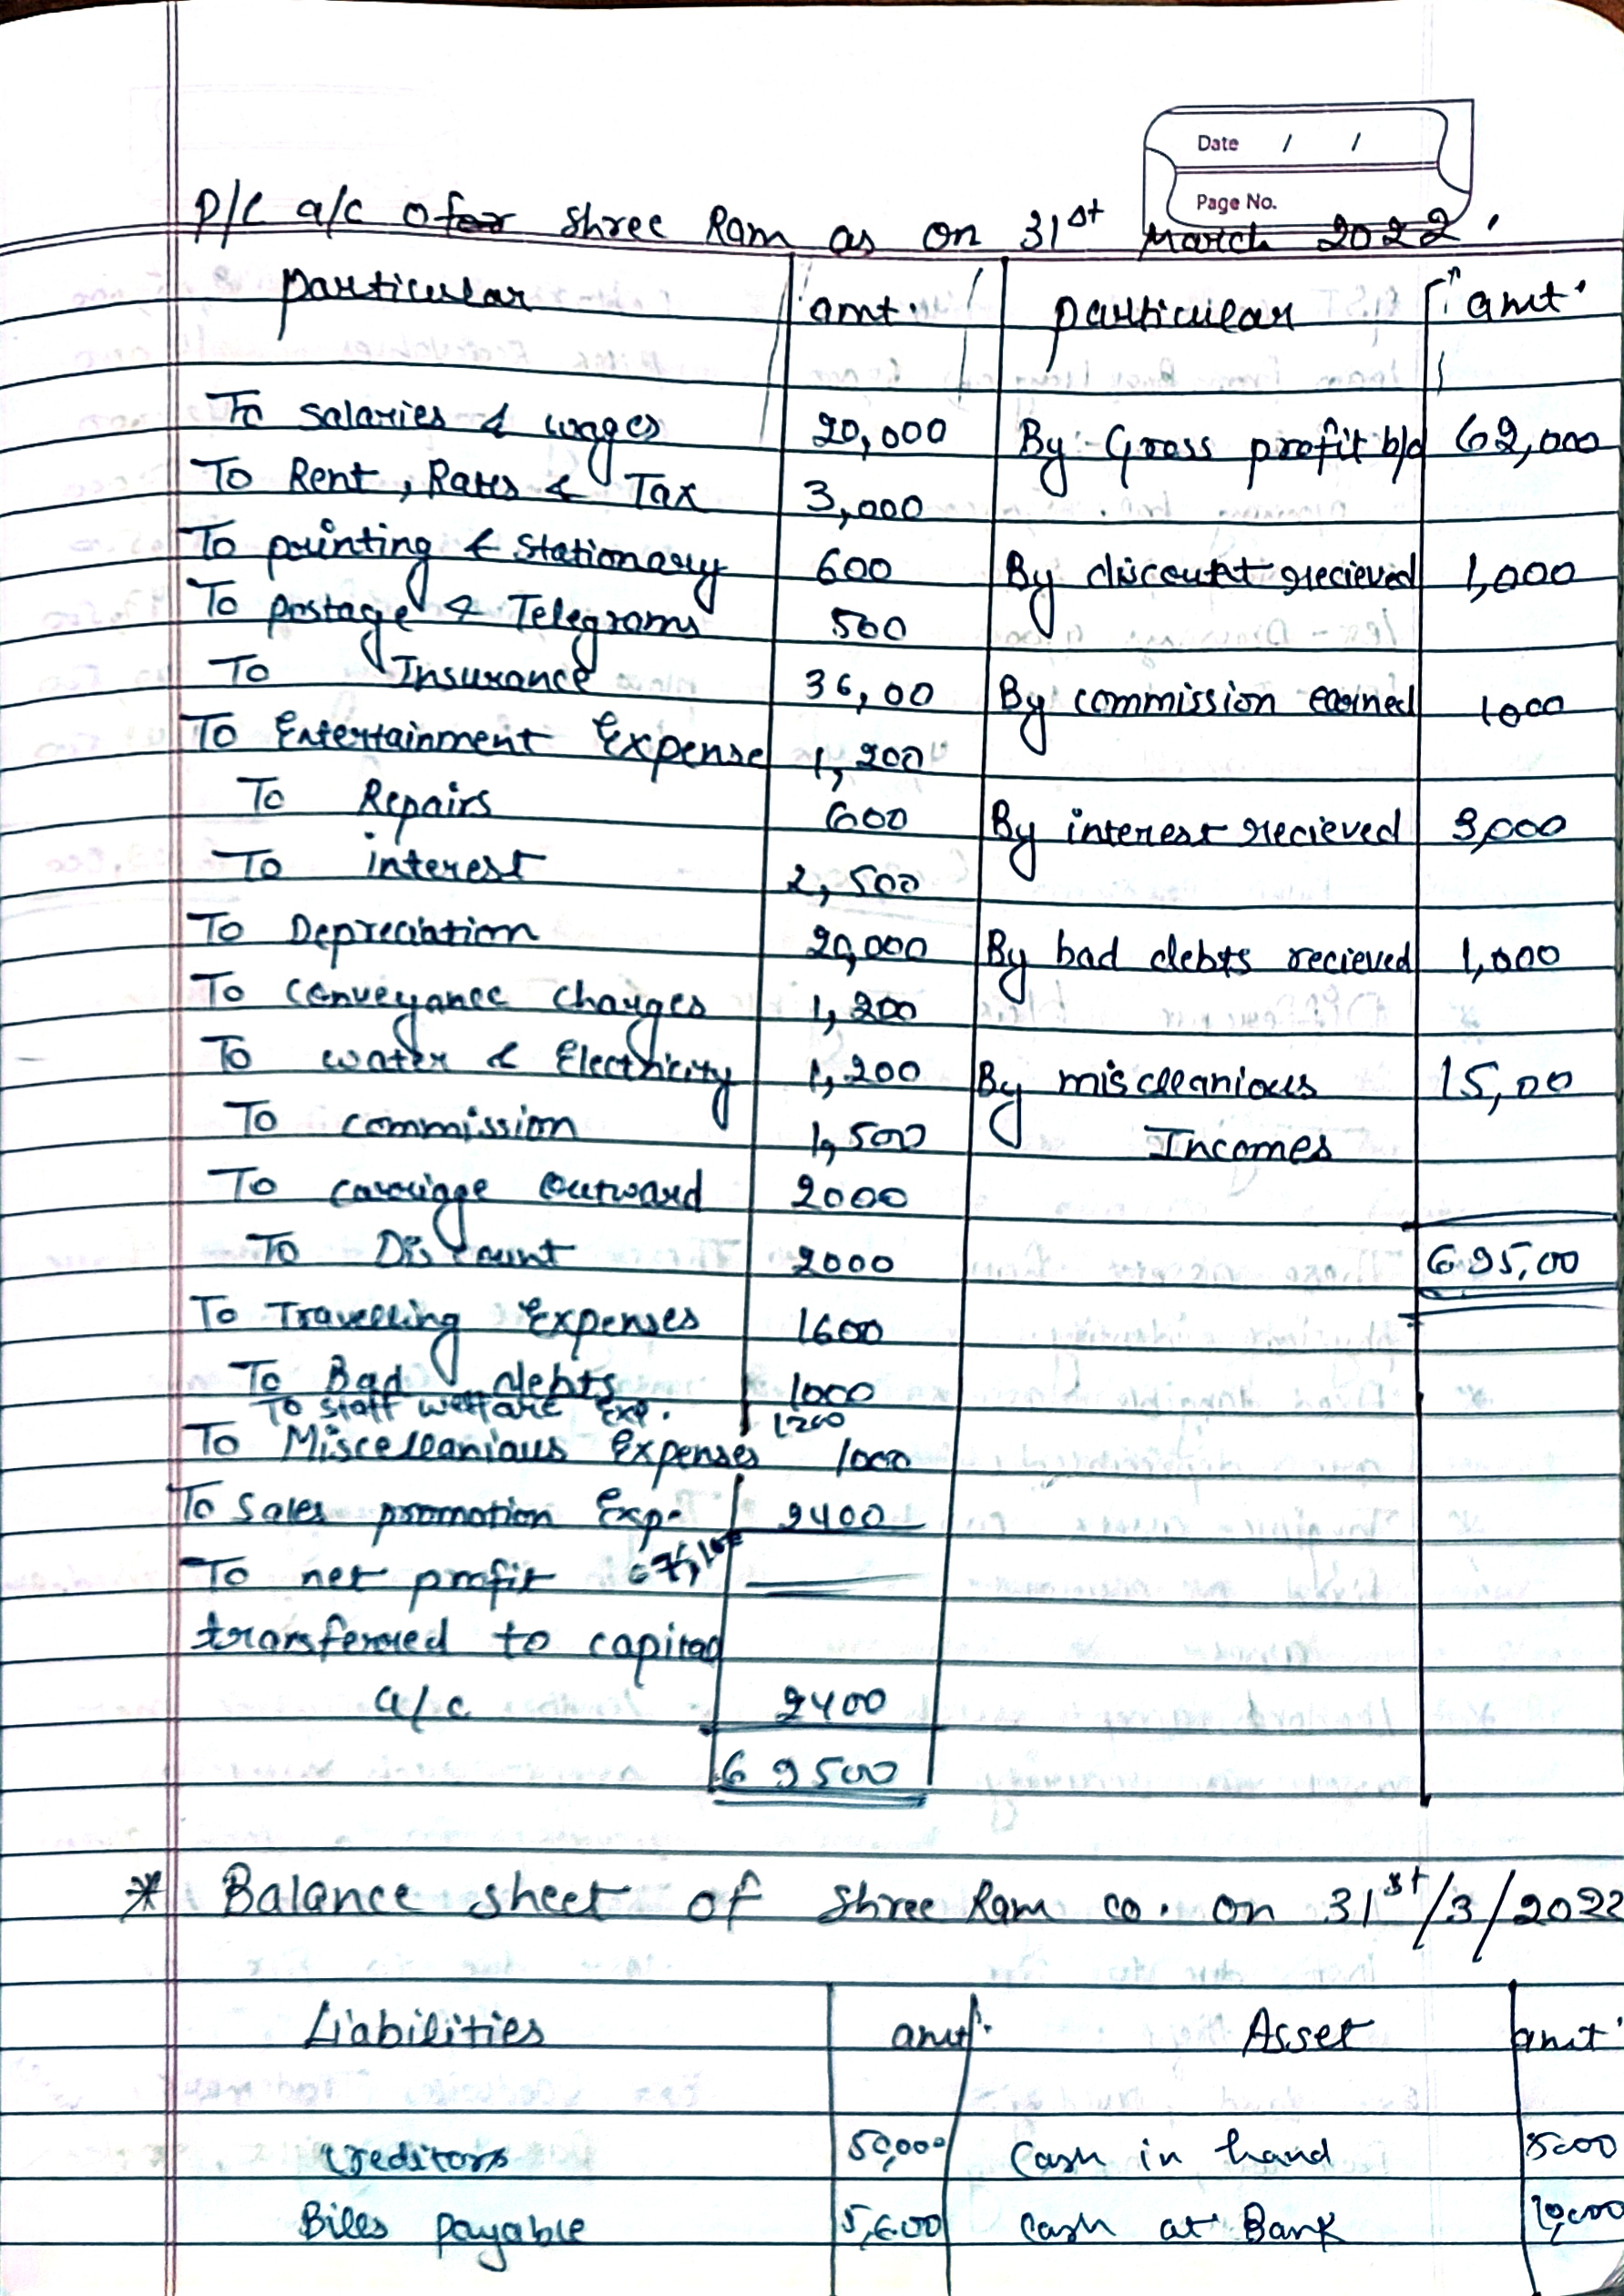 Date / /
Page No.
P/L a/c of Shree Ram as on 31st March 2022.
particular amt. particular amt.
To Salaries & wages 20,000 By Gross profit b/d 62,000
To Rent, Rates & Tax 3,000
To printing & Stationary 600 By discount recieved 1,000
To postage & Telegrams 500
To Insurance 36,00 By commission earned 1000
To Entertainment Expense 1,200
To Repairs 600 By interest recieved 3,000
To interest 2,500
To Depreciation 20,000 By bad debts recieved 1,000
To conveyance charges 1,200
To water & Electricity 1,200 By miscleanious 15,00
To commission 1,500 Incomes
To carriage outward 2000
To Discount 2000 695,00
To Travelling Expenses 1600
To Bad debts 1000
To staff welfare Exp. 1200
To Miscelleanious Expenses 1000
To Sales promotion Exp. 2400
To net profit 67,100
transferred to capital
a/c 2400
69500
* Balance sheet of Shree Ram co. on 31st/3/2022
Liabilities amt. Asset amt.
Creditors 50,000 Cash in hand 5000
Bills payable 5,600 Cash at Bank